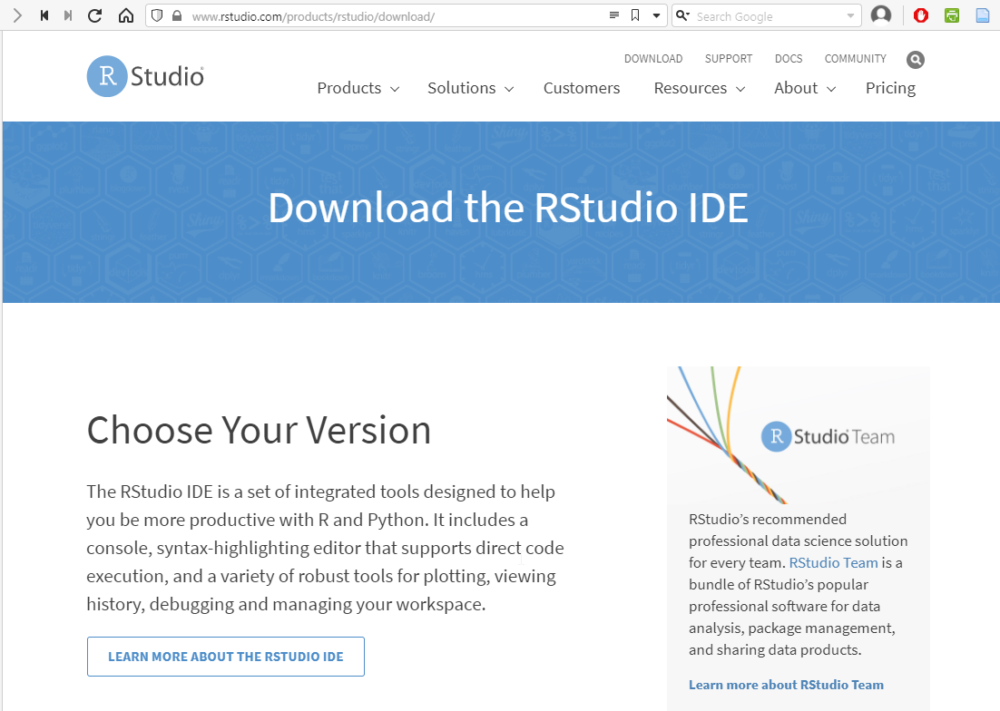 www.rstudio.com/products/rstudio/download/
Search Google
R Studio®
DOWNLOAD SUPPORT DOCS COMMUNITY
Products Solutions Customers Resources About Pricing
Download the RStudio IDE
Choose Your Version
The RStudio IDE is a set of integrated tools designed to help
you be more productive with R and Python. It includes a
console, syntax-highlighting editor that supports direct code
execution, and a variety of robust tools for plotting, viewing
history, debugging and managing your workspace.
LEARN MORE ABOUT THE RSTUDIO IDE
R Studio® Team
RStudio’s recommended
professional data science solution
for every team. RStudio Team is a
bundle of RStudio’s popular
professional software for data
analysis, package management,
and sharing data products.
Learn more about RStudio Team